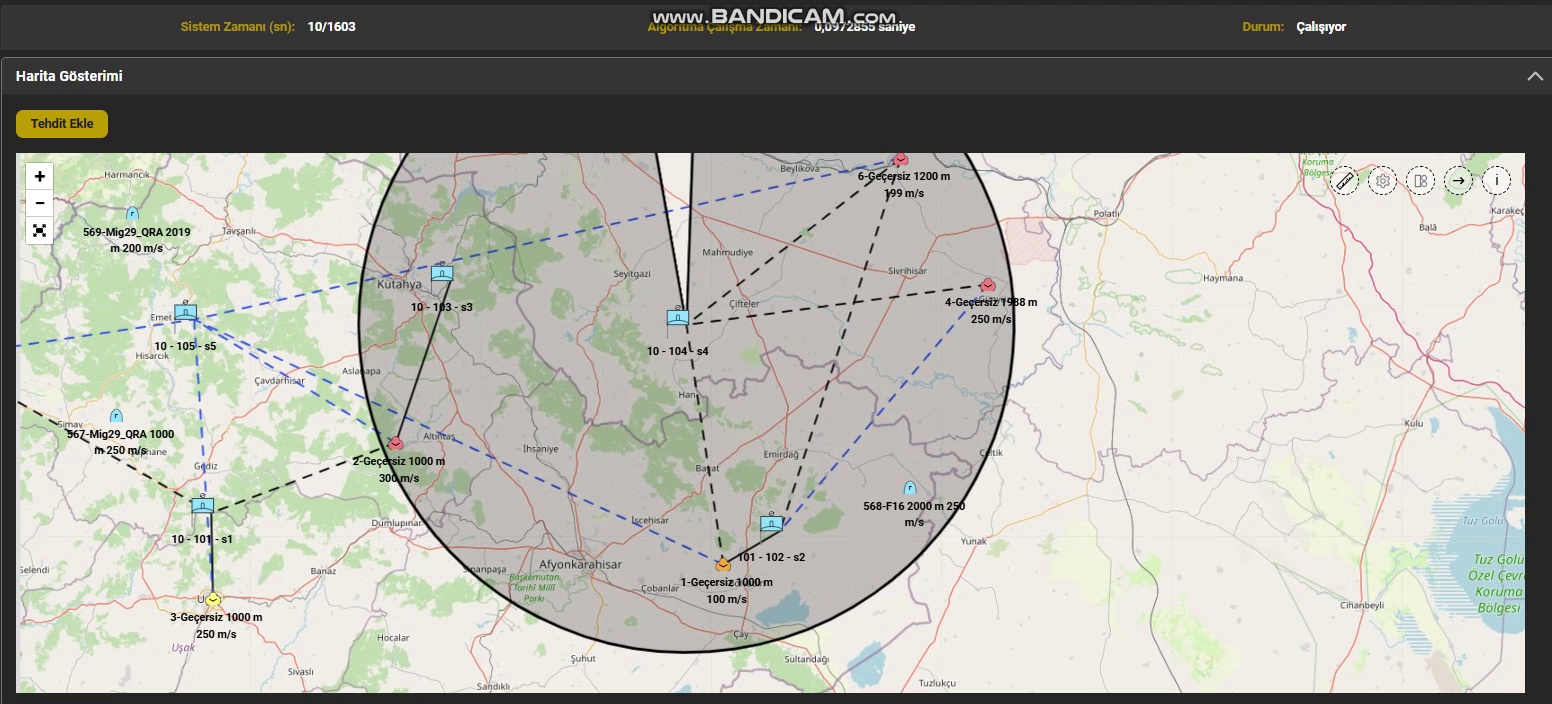 www.BANDICAM.com
Sistem Zamanı (sn): 10/1603
Algoritma Çalışma Zamanı: 0,0972855 saniye
Durum: Çalışıyor
Harita Gösterimi
Tehdit Ekle
+
−
Harmancık
569-Mig29_QRA 2019
m 200 m/s
Tavşanlı
Emet
10 - 105 - s5
Hisarcık
Çavdarhisar
Aslanapa
Kütahya
10 - 103 - s3
Seyitgazi
Mahmudiye
Çifteler
10 - 104 - s4
Beylikova
6-Geçersiz 1200 m
199 m/s
Sivrihisar
4-Geçersiz 1988 m
250 m/s
Koruma
Bölgesi
i
Polatlı
Balâ
Haymana
Simav
567-Mig29_QRA 1000
m 250 m/s
Gediz
Altıntaş
2-Geçersiz 1000 m
300 m/s
İhsaniye
Han
Bayat
Emirdağ
Çeltik
Kulu
568-F16 2000 m 250
m/s
10 - 101 - s1
Dumlupınar
İscehisar
101 - 102 - s2
Yunak
Tuz Gölü
Selendi
Banaz
Sinanpaşa
Afyonkarahisar
Başkomutan
Tarihî Millî
Parkı
Çobanlar
1-Geçersiz 1000 m
100 m/s
Tuz Gölü
Özel Çevre
Koruma
Bölgesi
Cihanbeyli
3-Geçersiz 1000 m
250 m/s
Uşak
Hocalar
Çay
Sivaslı
Şuhut
Sultandağı
Sandıklı
Tuzlukçu